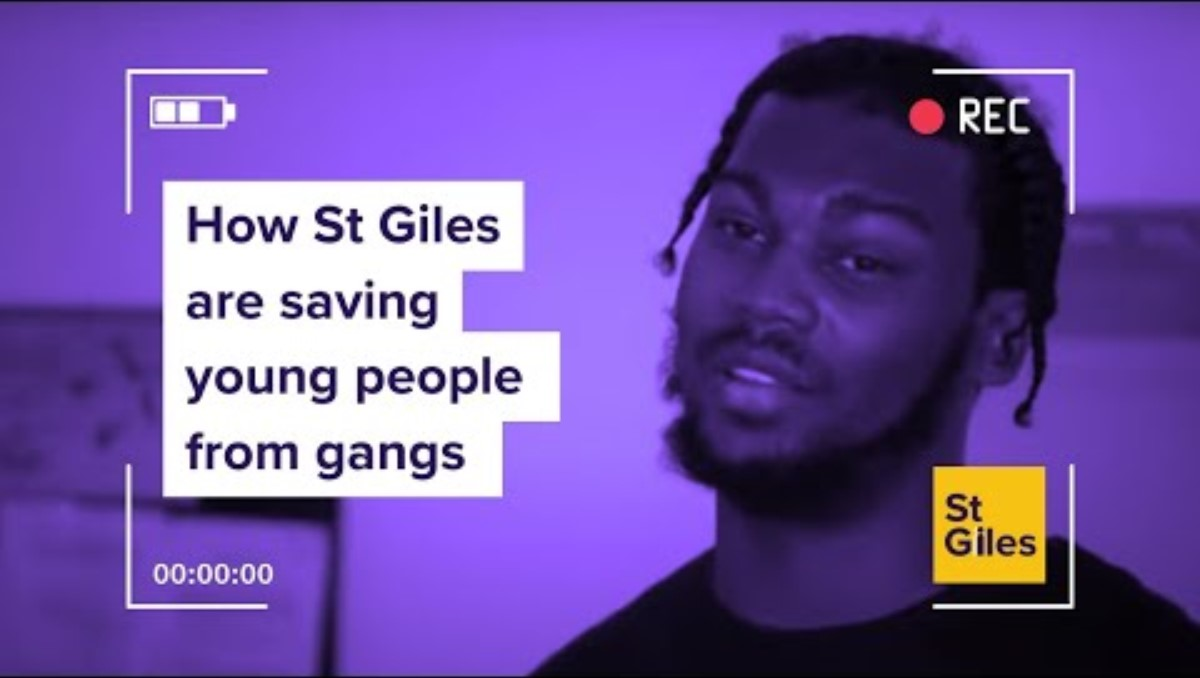 REC
How St Giles
are saving
young people
from gangs
St
Giles
00:00:00